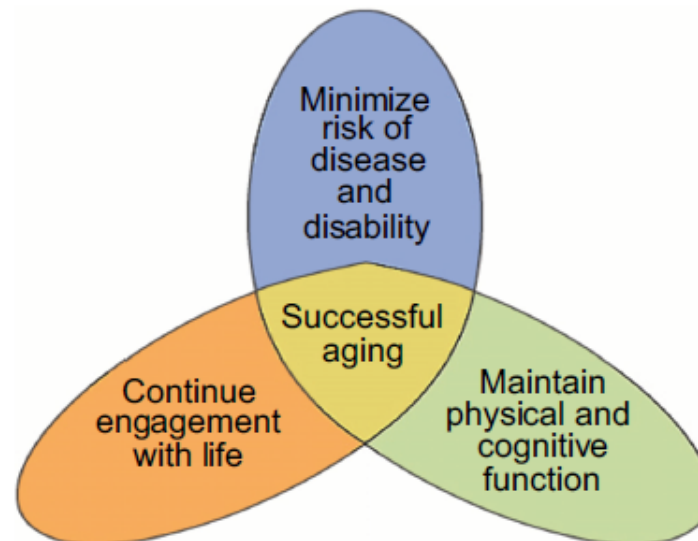 Minimize
risk of
disease
and
disability
Successful
aging
Continue
engagement
with life
Maintain
physical and
cognitive
function